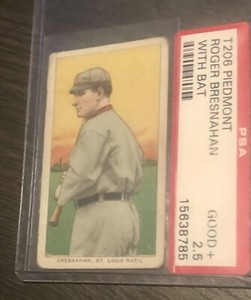 PSA
T206 PIEDMONT
ROGER BRESNAHAN
WITH BAT
GOOD+
2.5
15638785
BRESNAHAN, ST. LOUIS NAT'L